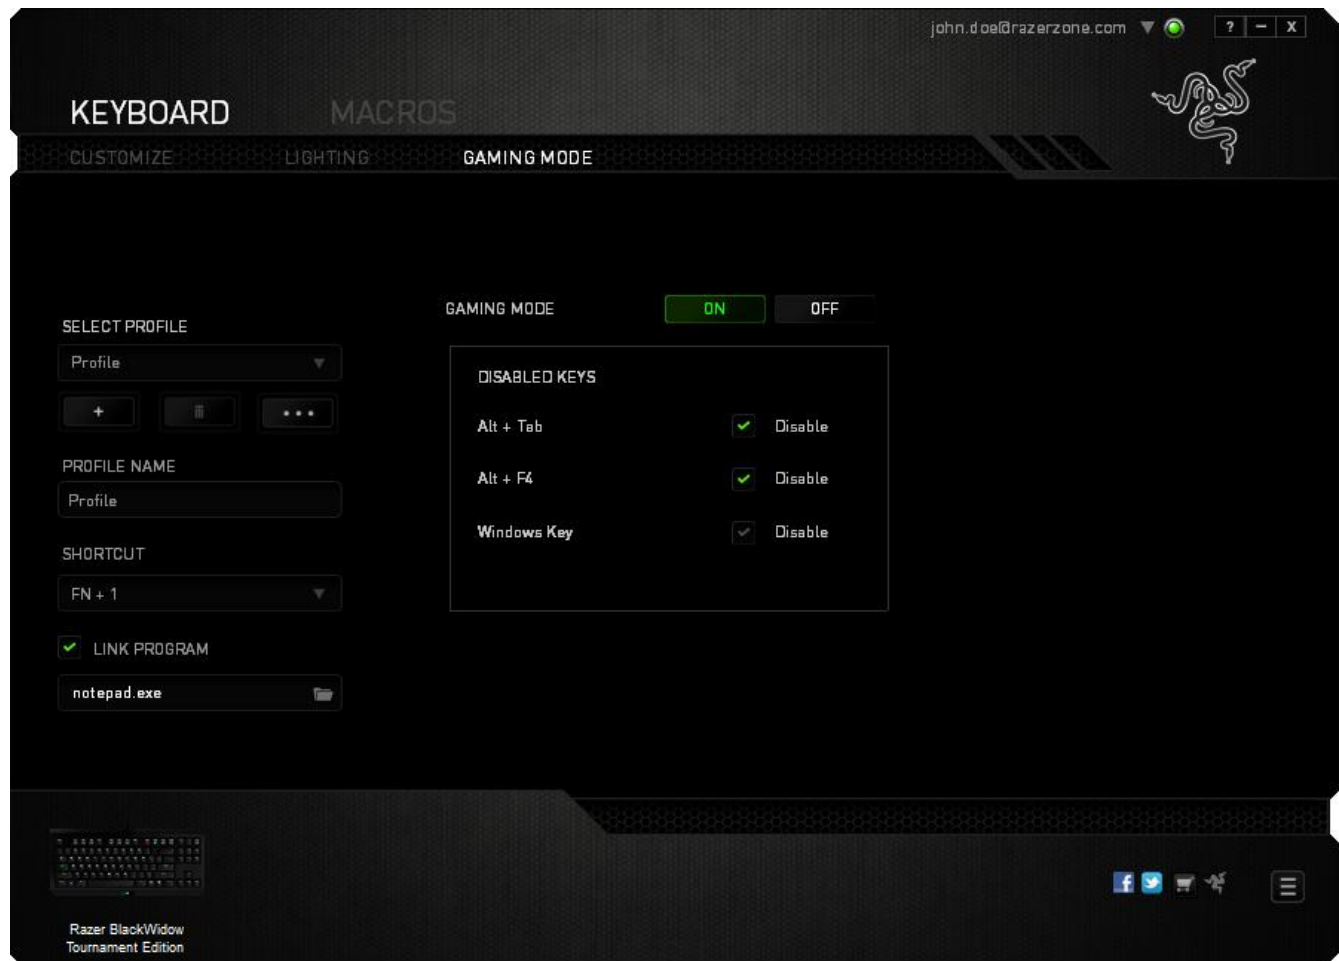 john.doe@razerzone.com
? – X
KEYBOARD MACROS
CUSTOMIZE LIGHTING GAMING MODE
GAMING MODE ON OFF
SELECT PROFILE
Profile
DISABLED KEYS
+ •••
Alt + Tab Disable
PROFILE NAME
Alt + F4 Disable
Profile
Windows Key Disable
SHORTCUT
FN + 1
LINK PROGRAM
notepad.exe
Razer BlackWidow
Tournament Edition